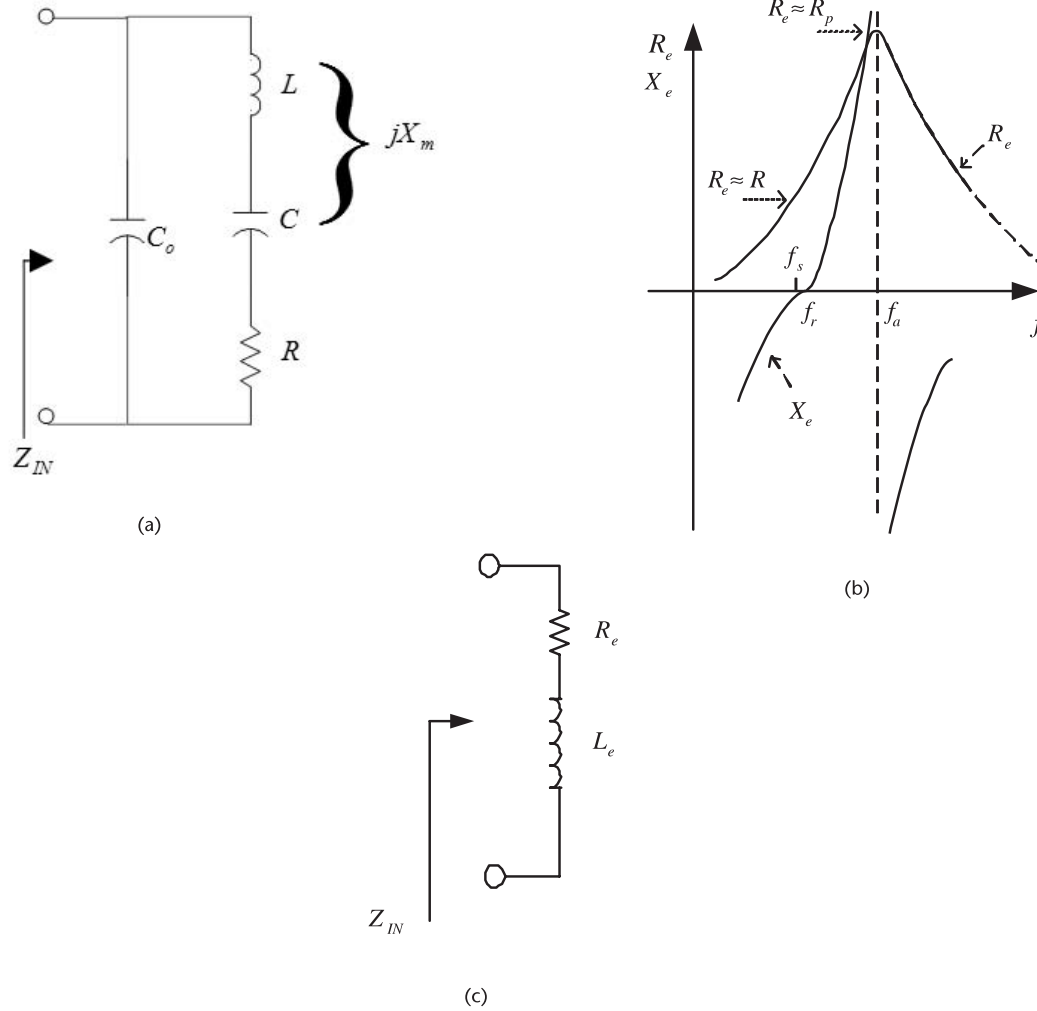 L
jX_m
C
C_o
R
Z_IN
(a)
R_e ≈ R_p
R_e
X_e
R_e
R_e ≈ R
f_s
f_r
f_a
X_e
(b)
R_e
L_e
Z_IN
(c)